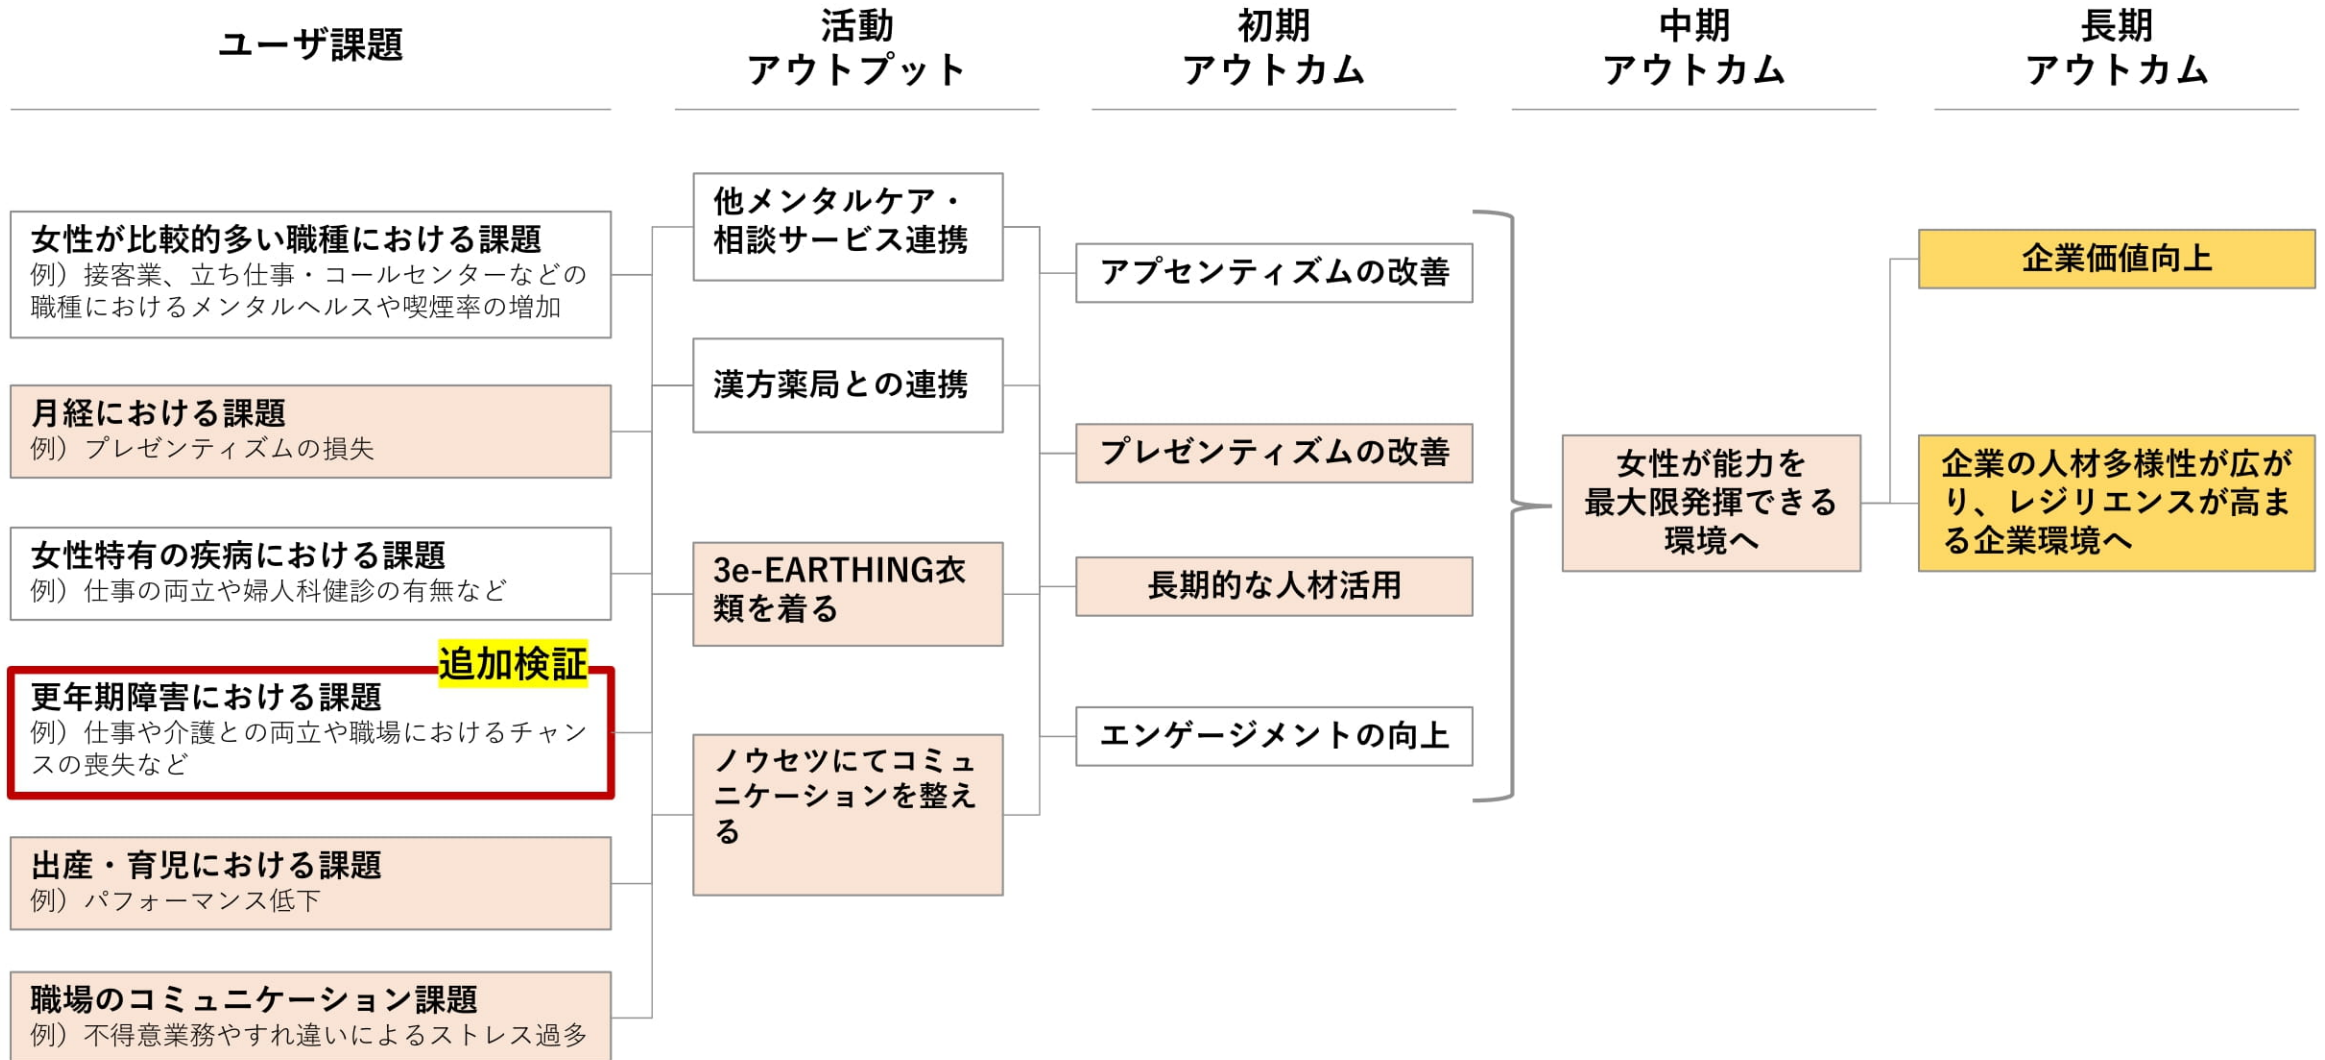 ユーザ課題
活動
アウトプット
初期
アウトカム
中期
アウトカム
長期
アウトカム
女性が比較的多い職種における課題
例）接客業、立ち仕事・コールセンターなどの
職種におけるメンタルヘルスや喫煙率の増加
月経における課題
例）プレゼンティズムの損失
女性特有の疾病における課題
例）仕事の両立や婦人科健診の有無など
追加検証
更年期障害における課題
例）仕事や介護との両立や職場におけるチャン
スの喪失など
出産・育児における課題
例）パフォーマンス低下
職場のコミュニケーション課題
例）不得意業務やすれ違いによるストレス過多
他メンタルケア・
相談サービス連携
漢方薬局との連携
3e-EARTHING衣
類を着る
ノウセツにてコミュ
ニケーションを整え
る
アプセンティズムの改善
プレゼンティズムの改善
長期的な人材活用
エンゲージメントの向上
女性が能力を
最大限発揮できる
環境へ
企業価値向上
企業の人材多様性が広が
り、レジリエンスが高ま
る企業環境へ